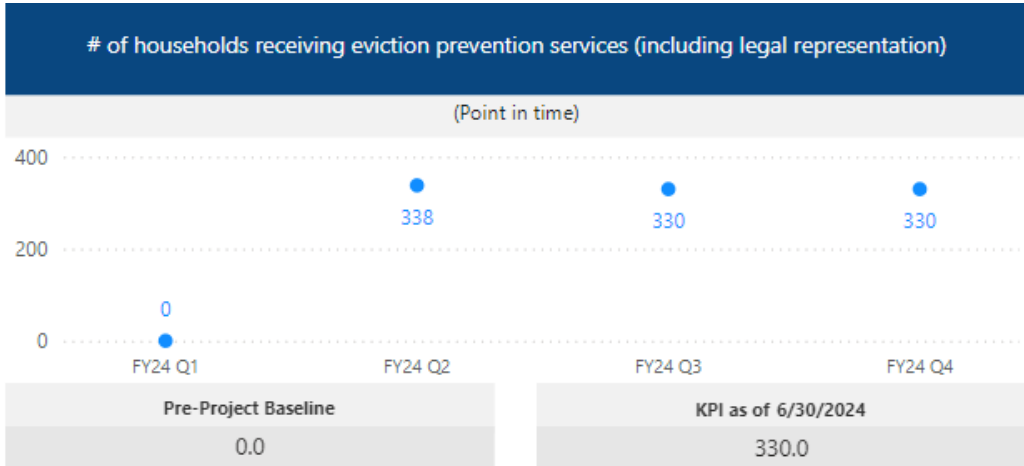 # of households receiving eviction prevention services (including legal representation)
(Point in time)
400
338
330
330
200
0
0
FY24 Q1
FY24 Q2
FY24 Q3
FY24 Q4
Pre-Project Baseline
KPI as of 6/30/2024
0.0
330.0